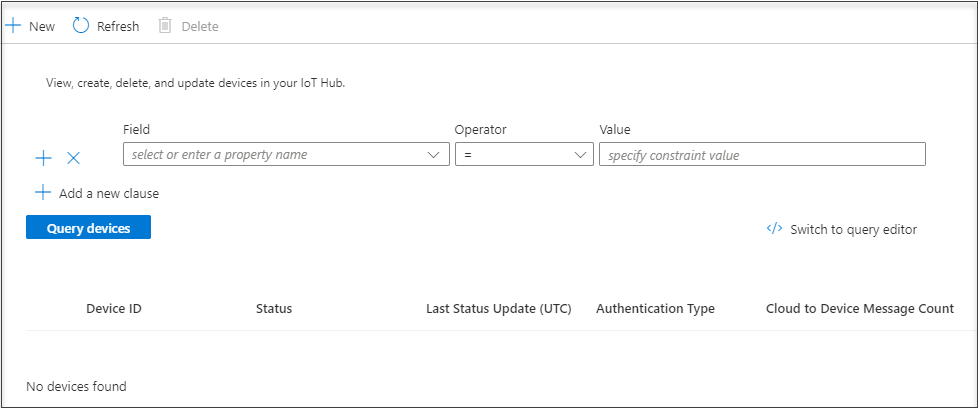 New Refresh Delete
View, create, delete, and update devices in your IoT Hub.
Field Operator Value
select or enter a property name = specify constraint value
Add a new clause
Query devices </> Switch to query editor
Device ID Status Last Status Update (UTC) Authentication Type Cloud to Device Message Count
No devices found